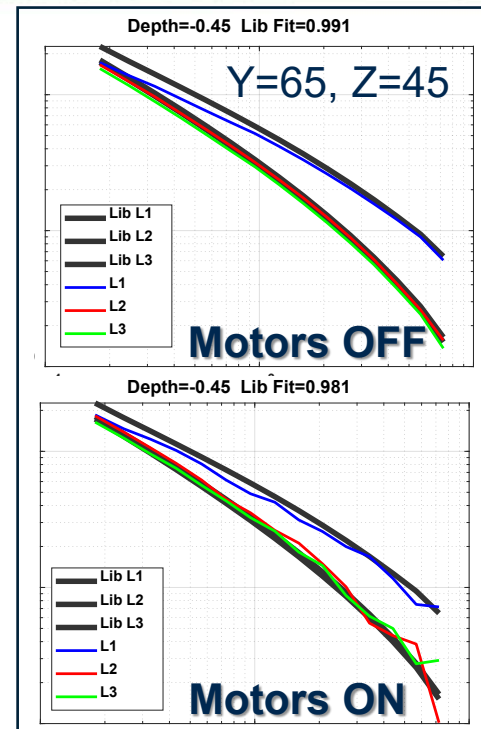 Depth=-0.45 Lib Fit=0.991
Y=65, Z=45
Lib L1
Lib L2
Lib L3
L1
L2
L3
Motors OFF
Depth=-0.45 Lib Fit=0.981
Lib L1
Lib L2
Lib L3
L1
L2
L3
Motors ON